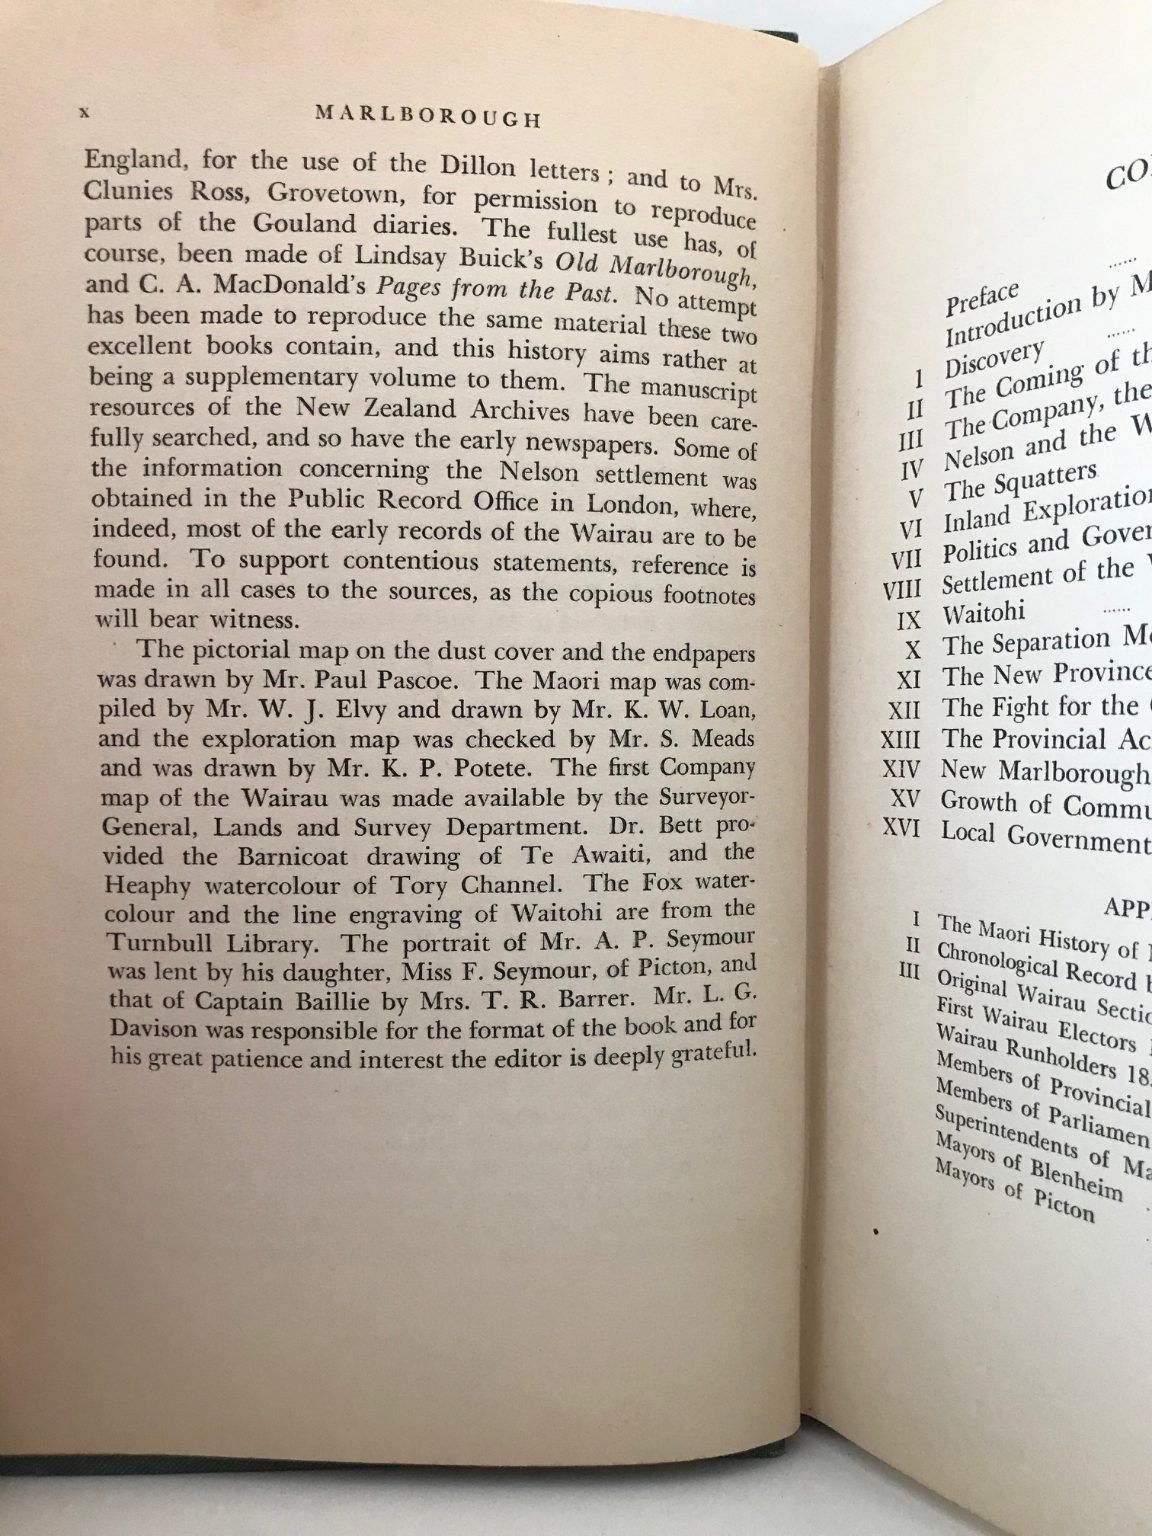 x
MARLBOROUGH
England, for the use of the Dillon letters ; and to Mrs.
Clunies Ross, Grovetown, for permission to reproduce
parts of the Gouland diaries. The fullest use has, of
course, been made of Lindsay Buick's Old Marlborough,
and C. A. MacDonald's Pages from the Past. No attempt
has been made to reproduce the same material these two
excellent books contain, and this history aims rather at
being a supplementary volume to them. The manuscript
resources of the New Zealand Archives have been care-
fully searched, and so have the early newspapers. Some of
the information concerning the Nelson settlement was
obtained in the Public Record Office in London, where,
indeed, most of the early records of the Wairau are to be
found. To support contentious statements, reference is
made in all cases to the sources, as the copious footnotes
will bear witness.
The pictorial map on the dust cover and the endpapers
was drawn by Mr. Paul Pascoe. The Maori map was com-
piled by Mr. W. J. Elvy and drawn by Mr. K. W. Loan,
and the exploration map was checked by Mr. S. Meads
and was drawn by Mr. K. P. Potete. The first Company
map of the Wairau was made available by the Surveyor-
General, Lands and Survey Department. Dr. Bett pro-
vided the Barnicoat drawing of Te Awaiti, and the
Heaphy watercolour of Tory Channel. The Fox water-
colour and the line engraving of Waitohi are from the
Turnbull Library. The portrait of Mr. A. P. Seymour
was lent by his daughter, Miss F. Seymour, of Picton, and
that of Captain Baillie by Mrs. T. R. Barrer. Mr. L. G.
Davison was responsible for the format of the book and for
his great patience and interest the editor is deeply grateful.
CO
Preface ......
Introduction by M
I Discovery ......
II The Coming of th
III The Company, the
IV Nelson and the W
V The Squatters
VI Inland Exploration
VII Politics and Gover
VIII Settlement of the
IX Waitohi ......
X The Separation M
XI The New Province
XII The Fight for the
XIII The Provincial Ac
XIV New Marlborough
XV Growth of Commu
XVI Local Government
APP
I The Maori History of
II Chronological Record
III Original Wairau Sectio
First Wairau Electors
Wairau Runholders 18
Members of Provincial
Members of Parliamen
Superintendents of Ma
Mayors of Blenheim
Mayors of Picton